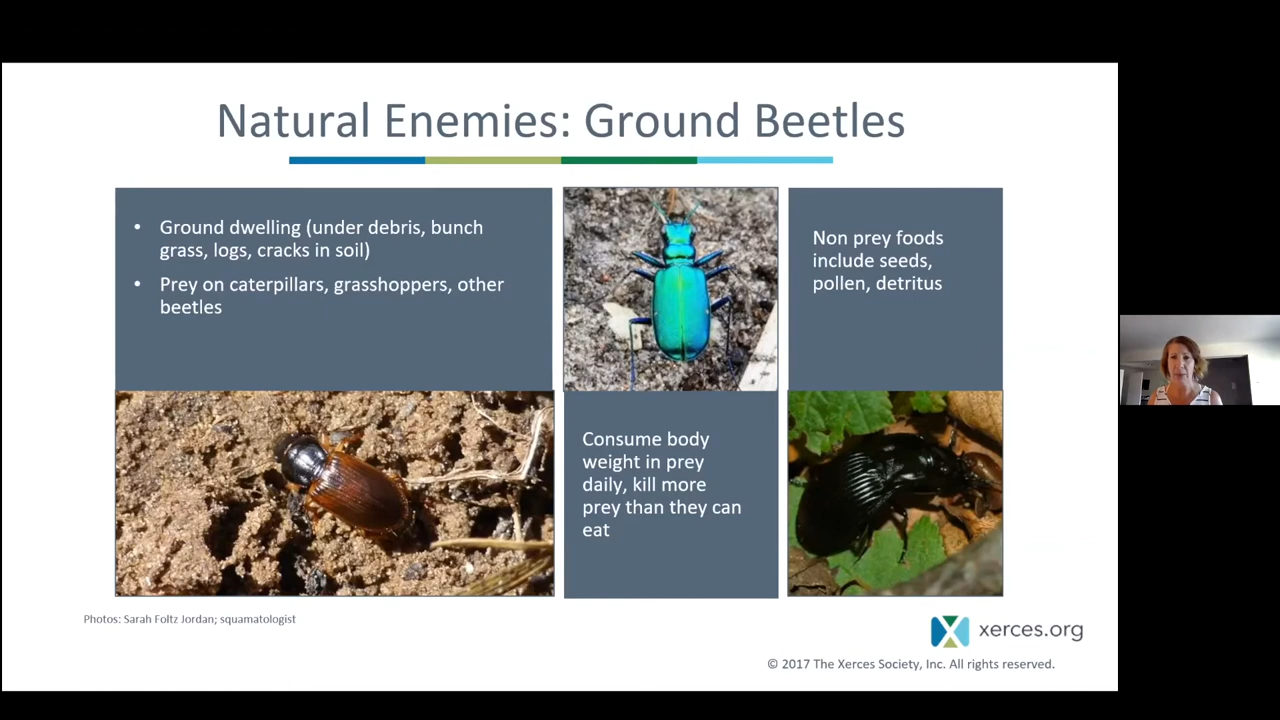 Natural Enemies: Ground Beetles
• Ground dwelling (under debris, bunch
grass, logs, cracks in soil)
• Prey on caterpillars, grasshoppers, other
beetles
Non prey foods
include seeds,
pollen, detritus
Consume body
weight in prey
daily, kill more
prey than they can
eat
Photos: Sarah Foltz Jordan; squamatologist
xerces.org
© 2017 The Xerces Society, Inc. All rights reserved.